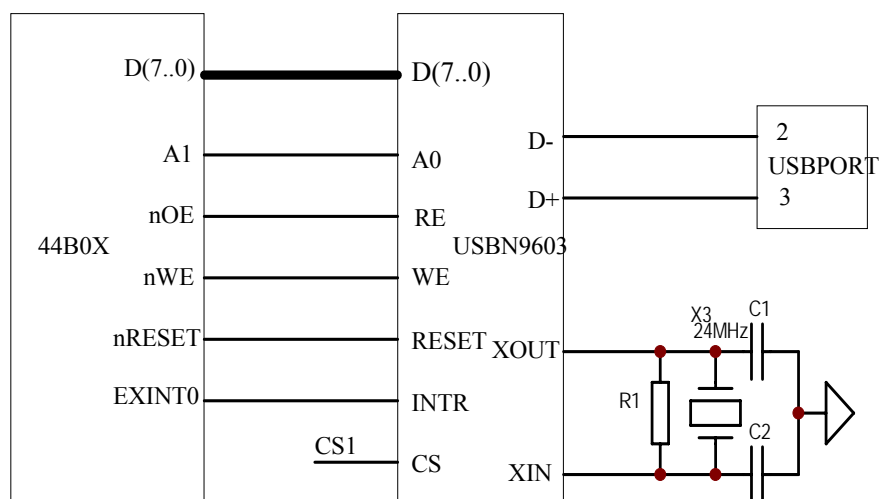 D(7..0) D(7..0)
D- 2
USBPORT
A1 A0
D+ 3
nOE RE
44B0X USBN9603
nWE WE
X3 C1
24MHz
nRESET RESET XOUT
EXINT0 INTR R1
C2
CS1 CS XIN